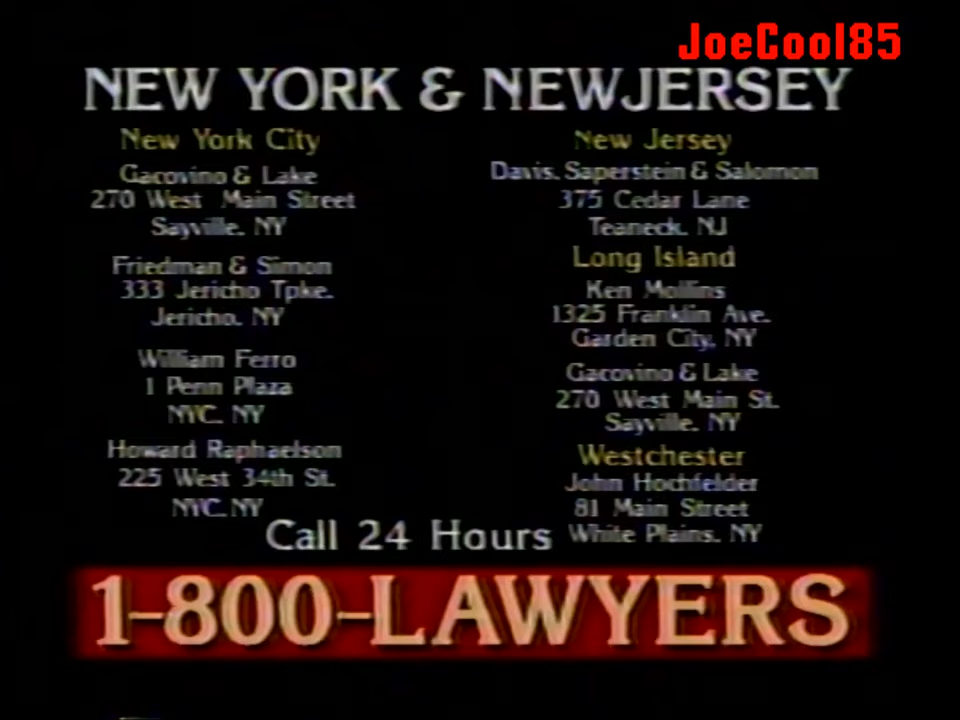 JoeCool85
NEW YORK & NEWJERSEY
New York City
Gacovino & Lake
270 West Main Street
Sayville, NY
Friedman & Simon
333 Jericho Tpke.
Jericho, NY
William Ferro
1 Penn Plaza
NYC, NY
Howard Raphaelson
225 West 34th St.
NYC, NY
New Jersey
Davis, Saperstein & Salomon
375 Cedar Lane
Teaneck, NJ
Long Island
Ken Mollins
1325 Franklin Ave.
Garden City, NY
Gacovino & Lake
270 West Main St.
Sayville, NY
Westchester
John Hochfelder
81 Main Street
White Plains, NY
Call 24 Hours
1-800-LAWYERS